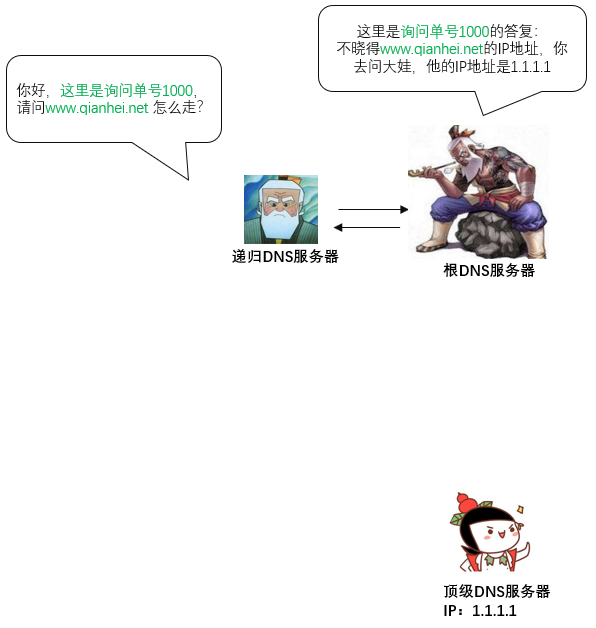 你好，这里是询问单号1000，
请问www.qianhei.net 怎么走？
这里是询问单号1000的答复：
不晓得www.qianhei.net的IP地址，你
去问大娃，他的IP地址是1.1.1.1
递归DNS服务器
根DNS服务器
顶级DNS服务器
IP：1.1.1.1